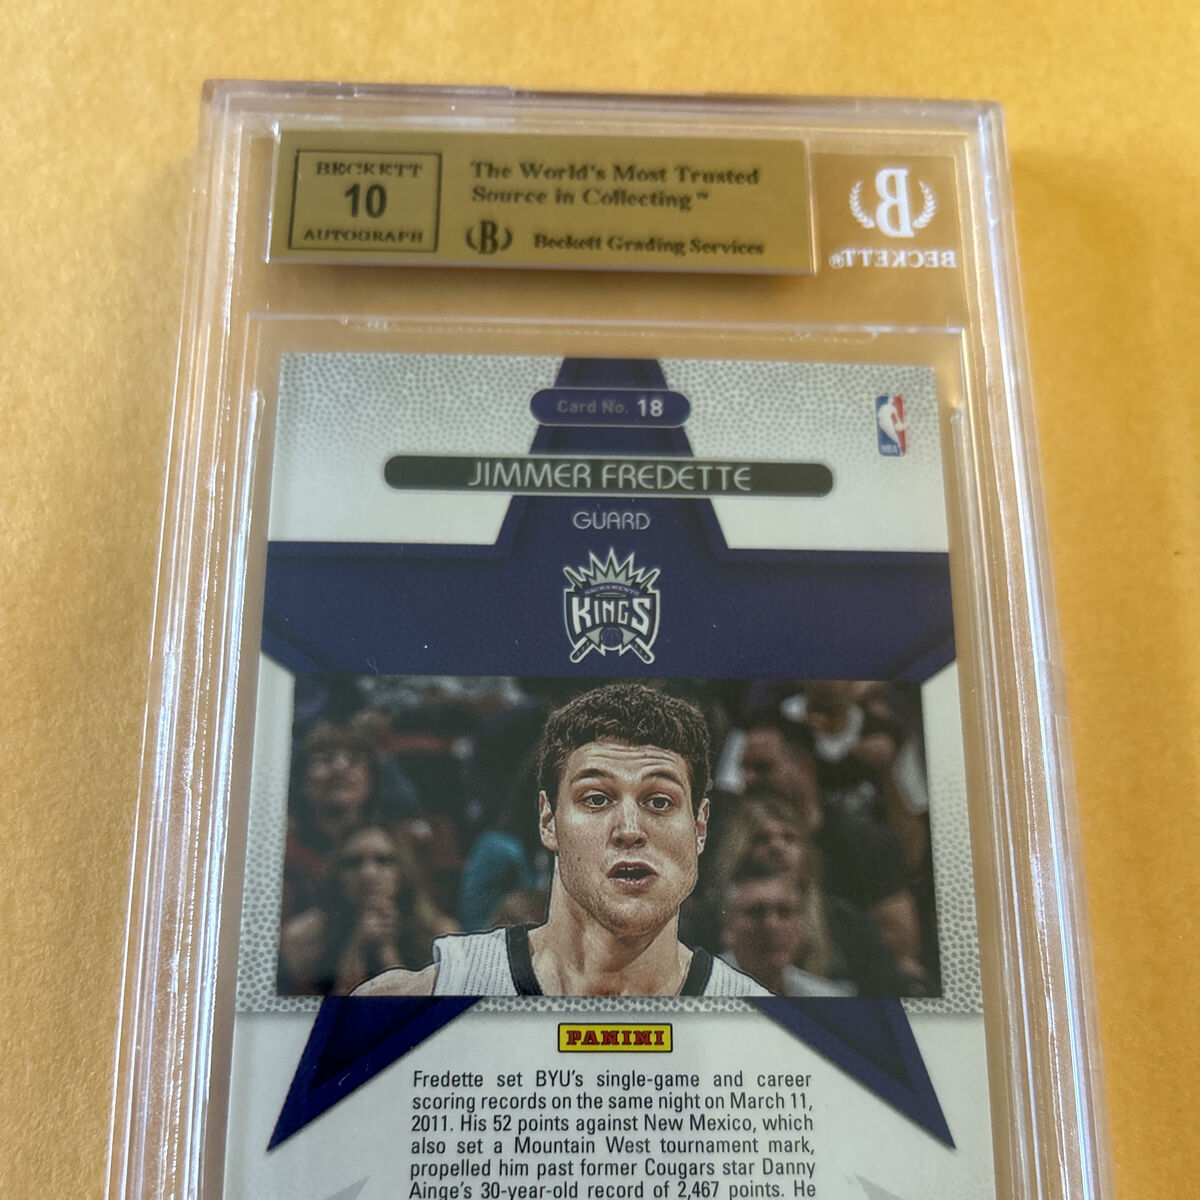 BECKETT
10
AUTOGRAPH
The World's Most Trusted
Source in Collecting™
B Beckett Grading Services
B
BECKETT®
Card No. 18
NBA
JIMMER FREDETTE
GUARD
SACRAMENTO
KINGS
PANINI
Fredette set BYU's single-game and career
scoring records on the same night on March 11,
2011. His 52 points against New Mexico, which
also set a Mountain West tournament mark,
propelled him past former Cougars star Danny
Ainge's 30-year-old record of 2,467 points. He